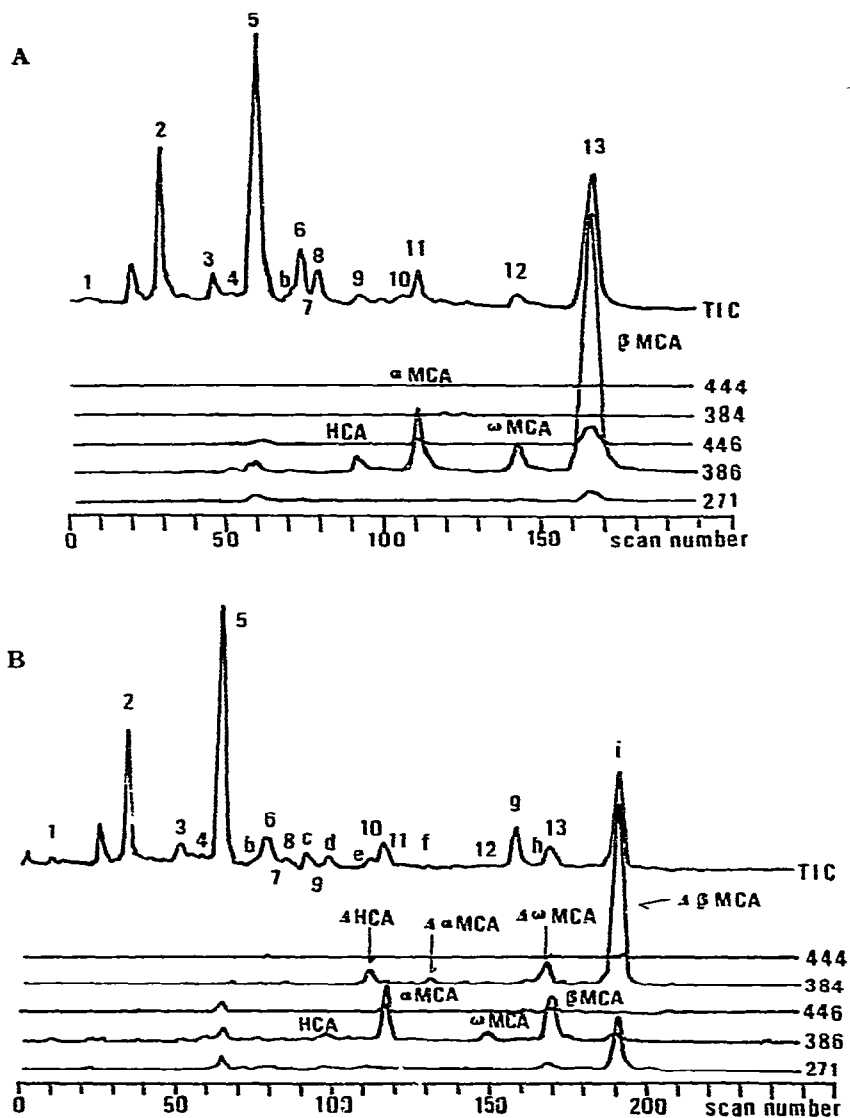 A
5
2
13
6
3
4
b
8
7
1
9
10
11
12
TIC
β MCA
α MCA
444
384
HCA
ω MCA
446
386
271
0 50 100 150 scan number
B
5
2
i
1
3
4
b
6
7
8
c
9
d
e
10
11
f
12
9
h
13
TIC
Δ β MCA
Δ HCA
Δ α MCA
Δ ω MCA
444
384
α MCA
β MCA
446
HCA
ω MCA
386
271
0 50 100 150 200 scan number